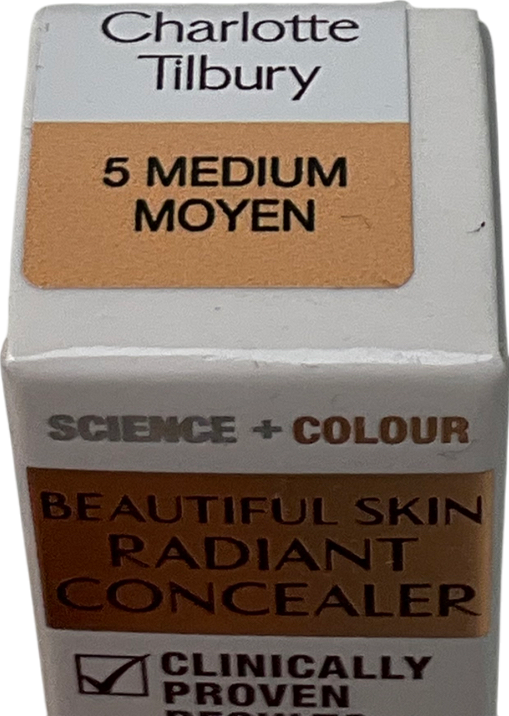 Charlotte
Tilbury
5 MEDIUM
MOYEN
SCIENCE + COLOUR
BEAUTIFUL SKIN
RADIANT
CONCEALER
CLINICALLY
PROVEN